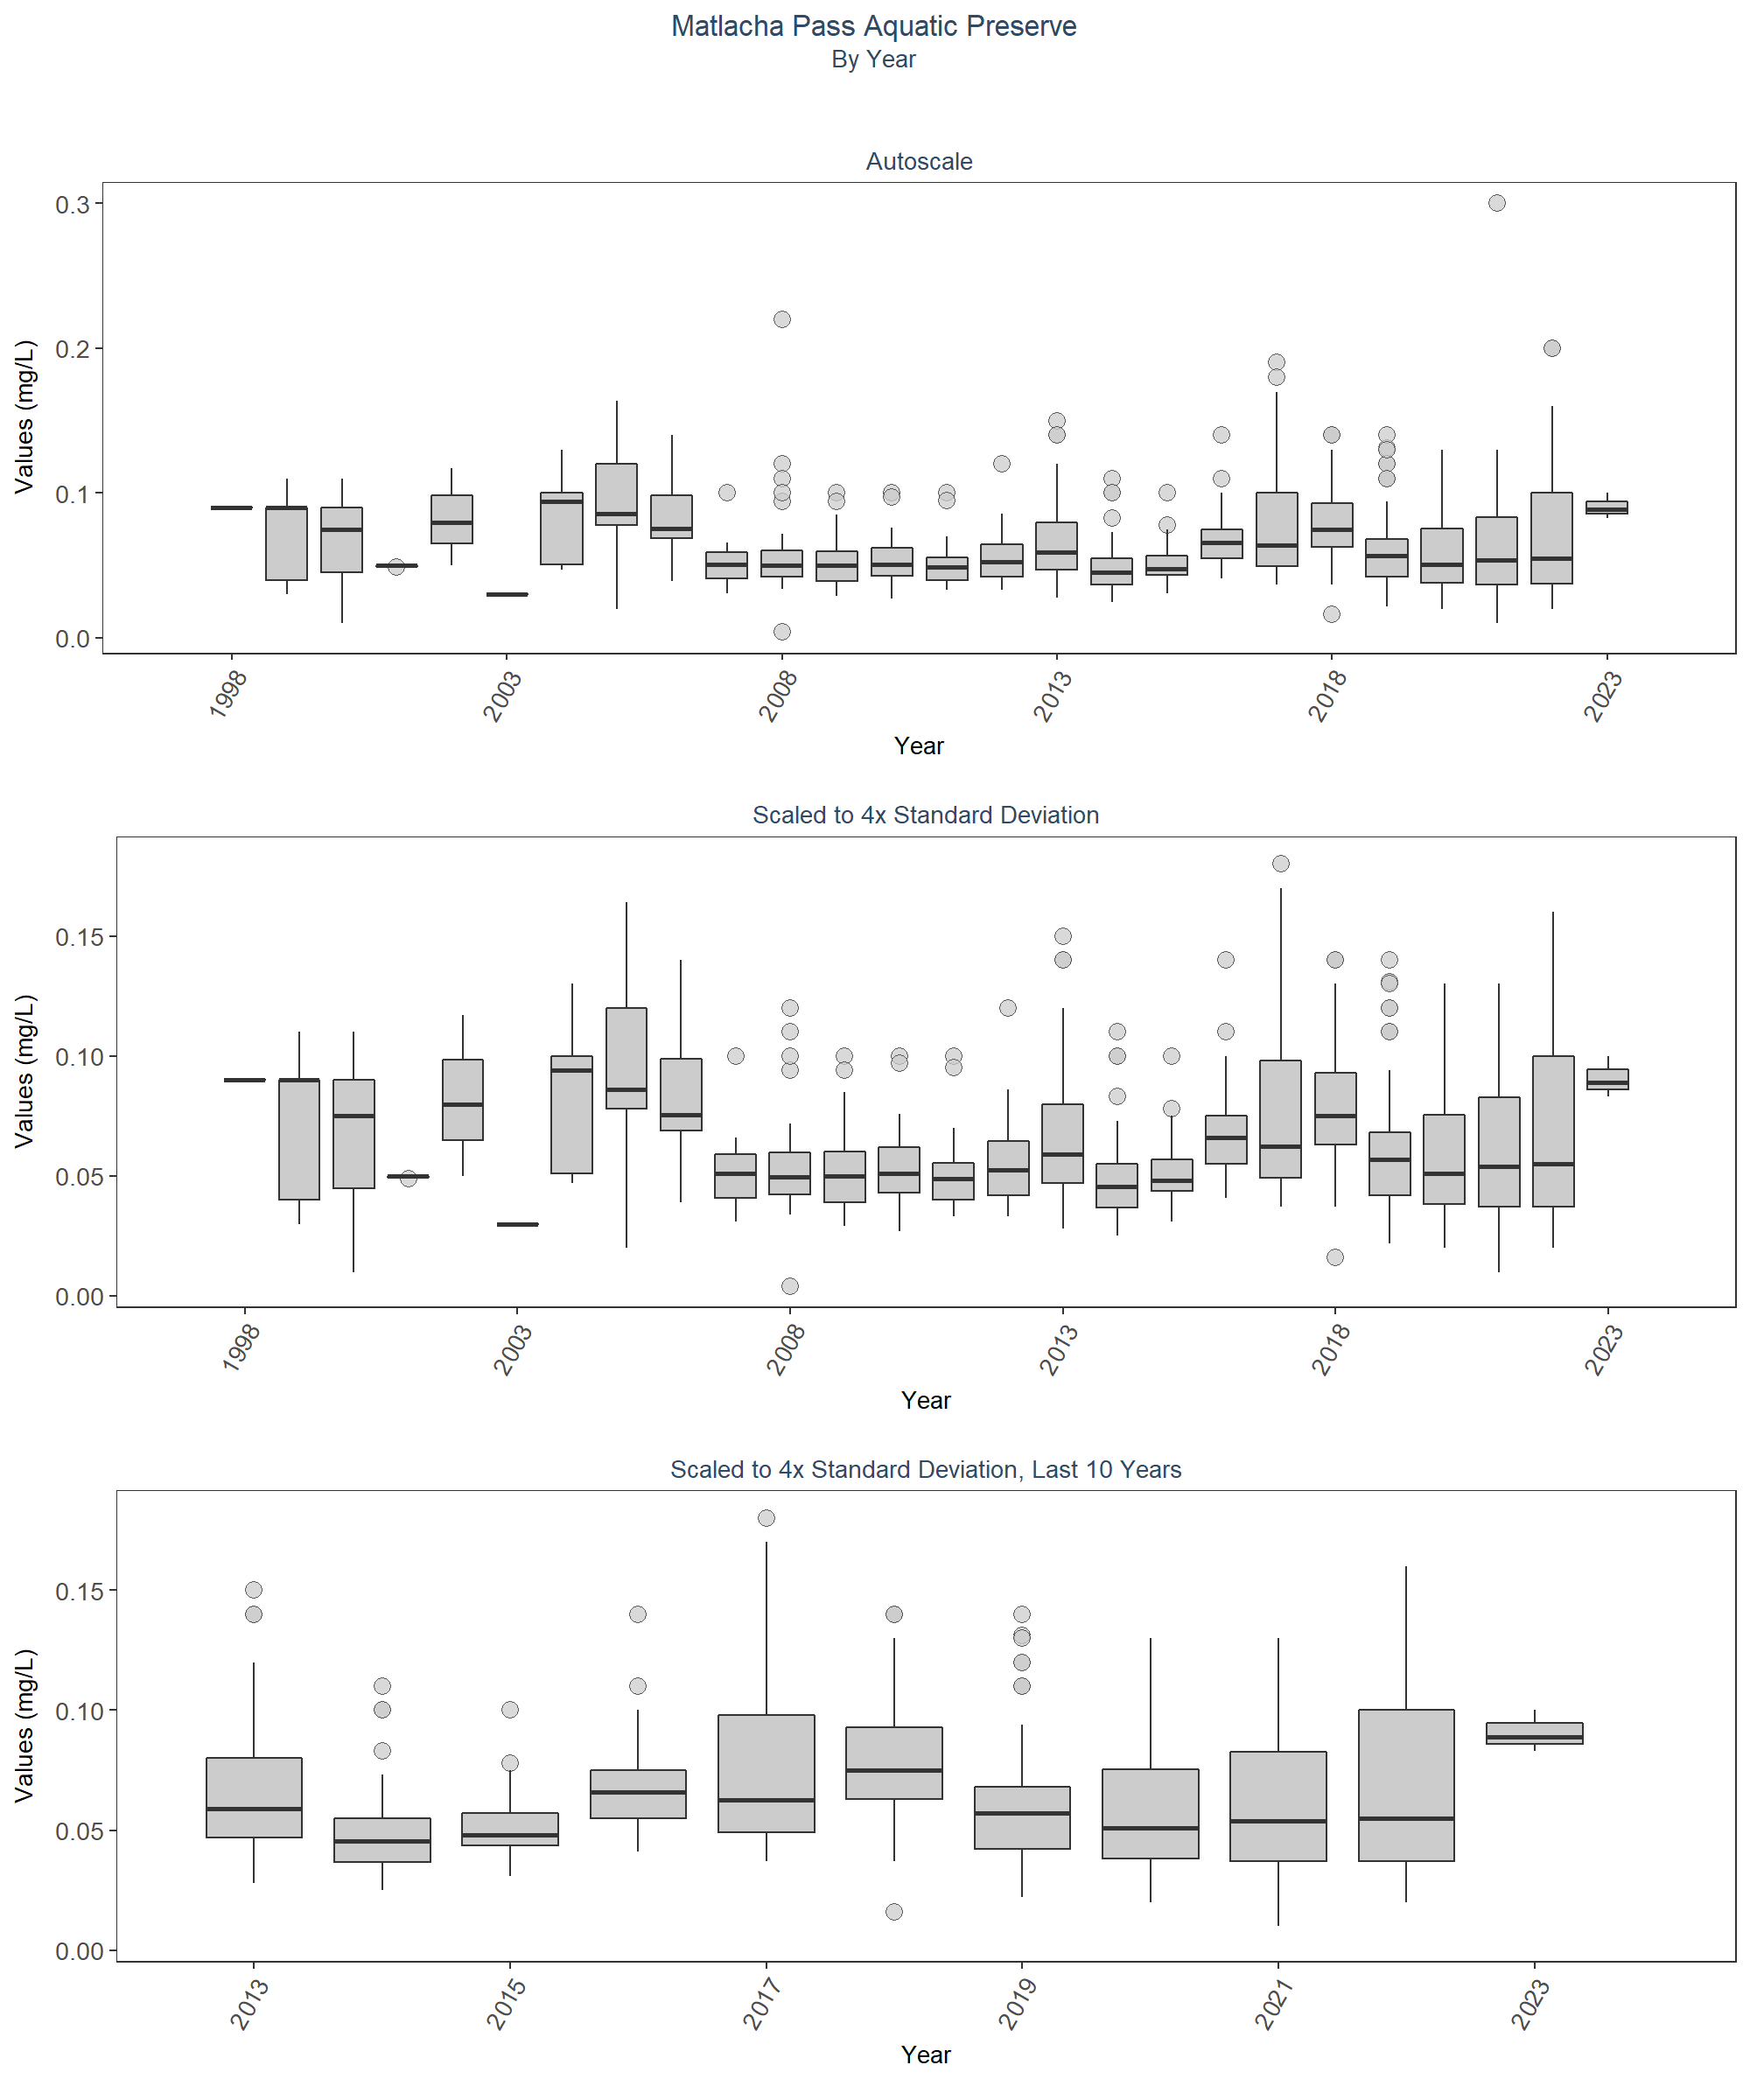 Matlacha Pass Aquatic Preserve
By Year
Autoscale
Values (mg/L)
0.3
0.2
0.1
0.0
1998 2003 2008 2013 2018 2023
Year
Scaled to 4x Standard Deviation
Values (mg/L)
0.15
0.10
0.05
0.00
1998 2003 2008 2013 2018 2023
Year
Scaled to 4x Standard Deviation, Last 10 Years
Values (mg/L)
0.15
0.10
0.05
0.00
2013 2015 2017 2019 2021 2023
Year